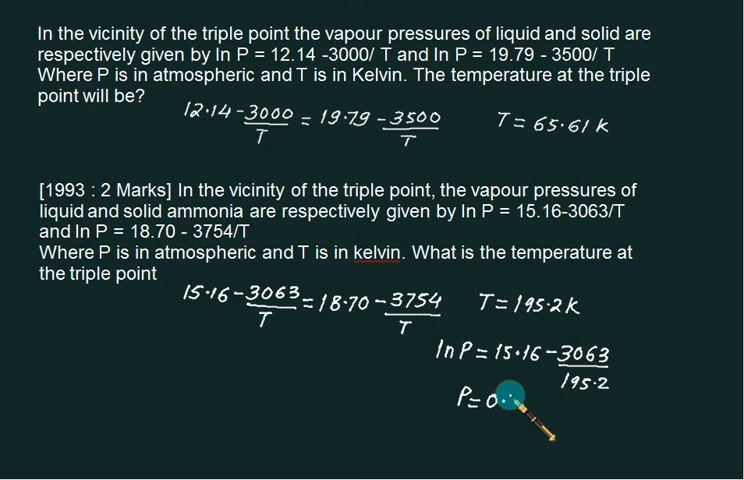 In the vicinity of the triple point the vapour pressures of liquid and solid are
respectively given by ln P = 12.14 -3000/ T and ln P = 19.79 - 3500/ T
Where P is in atmospheric and T is in Kelvin. The temperature at the triple
point will be?
12.14 - 3000/T = 19.79 - 3500/T T = 65.61 K
[1993 : 2 Marks] In the vicinity of the triple point, the vapour pressures of
liquid and solid ammonia are respectively given by ln P = 15.16-3063/T
and ln P = 18.70 - 3754/T
Where P is in atmospheric and T is in kelvin. What is the temperature at
the triple point
15.16 - 3063/T = 18.70 - 3754/T T = 195.2 K
ln P = 15.16 - 3063/195.2
P = 0.